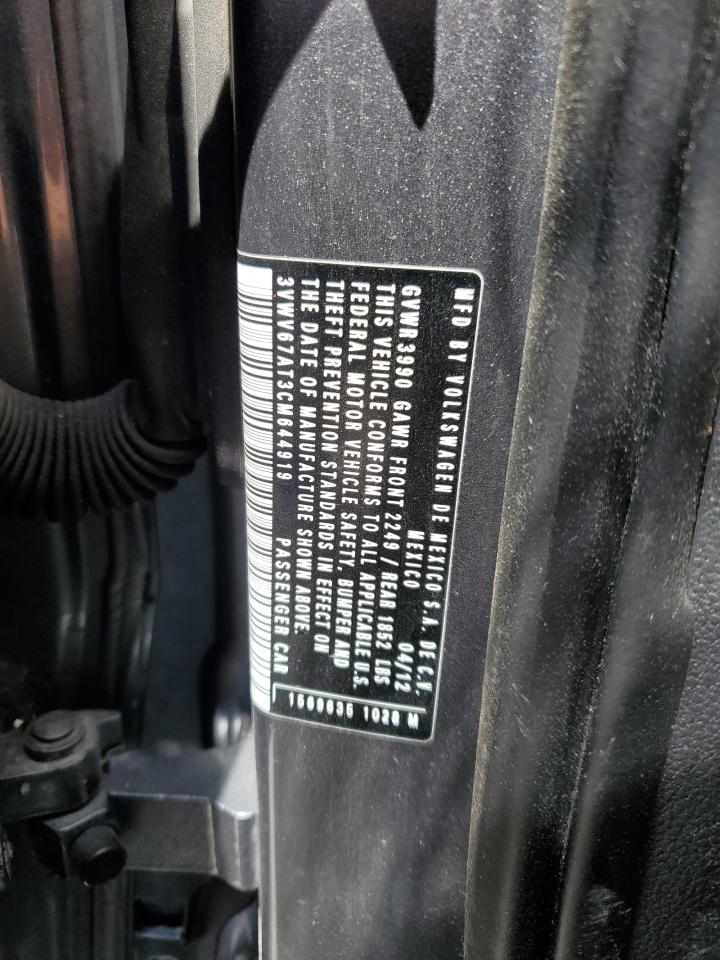 MFD BY VOLKSWAGEN DE MEXICO S.A. DE C.V.
MEXICO 04/12
GVWR 3990 GAWR FRONT 2249 / REAR 1852 LBS
THIS VEHICLE CONFORMS TO ALL APPLICABLE U.S.
FEDERAL MOTOR VEHICLE SAFETY, BUMPER AND
THEFT PREVENTION STANDARDS IN EFFECT ON
THE DATE OF MANUFACTURE SHOWN ABOVE.
3VWV67AT3CM644919 PASSENGER CAR
1028 M